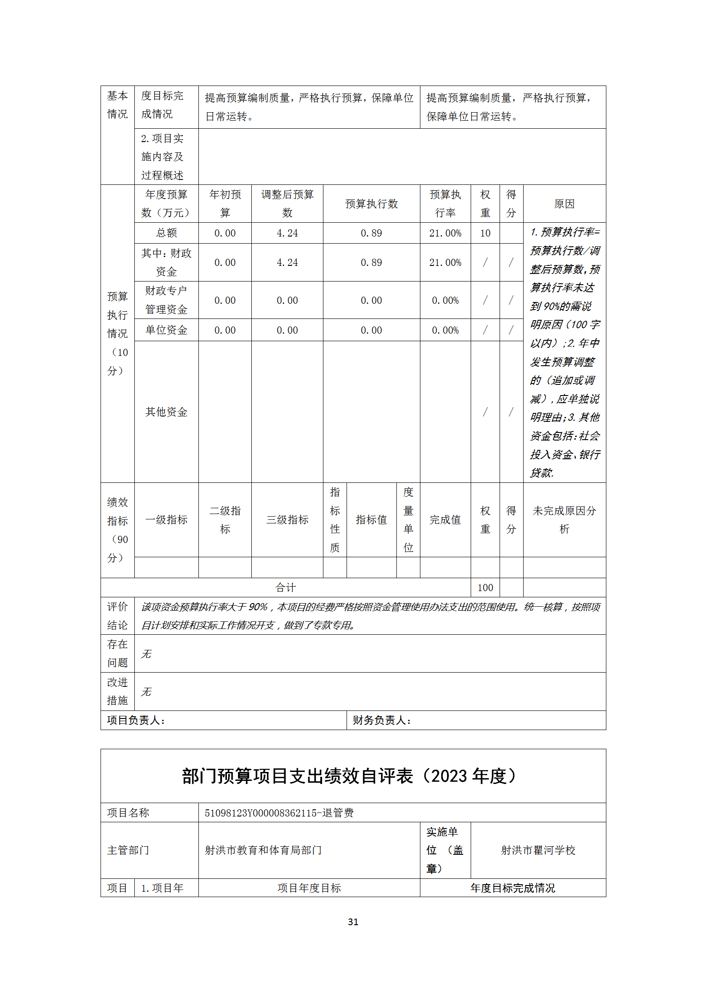 基本
情况
度目标完
成情况
提高预算编制质量，严格执行预算，保障单位
日常运转。
提高预算编制质量，严格执行预算，
保障单位日常运转。
2.项目实
施内容及
过程概述
预算
执行
情况
（10
分）
年度预算
数（万元）
年初预
算
调整后预算
数
预算执行数
预算执
行率
权
重
得
分
原因
总额
0.00
4.24
0.89
21.00%
10
其中：财政
资金
0.00
4.24
0.89
21.00%
/
/
财政专户
管理资金
0.00
0.00
0.00
0.00%
/
/
单位资金
0.00
0.00
0.00
0.00%
/
/
其他资金
/
/
1.预算执行率=
预算执行数/调
整后预算数，预
算执行率未达
到90%的需说
明原因（100字
以内）;2.年中
发生预算调整
的（追加或调
减）,应单独说
明理由;3.其他
资金包括:社会
投入资金、银行
贷款.
绩效
指标
（90
分）
一级指标
二级指
标
三级指标
指
标
性
质
指标值
度
量
单
位
完成值
权
重
得
分
未完成原因分
析
合计
100
评价
结论
该项资金预算执行率大于90%，本项目的经费严格按照资金管理使用办法支出的范围使用。统一核算，按照项
目计划安排和实际工作情况开支，做到了专款专用。
存在
问题
无
改进
措施
无
项目负责人：
财务负责人：
部门预算项目支出绩效自评表（2023年度）
项目名称
51098123Y000008362115-退管费
主管部门
射洪市教育和体育局部门
实施单
位 （盖
章）
射洪市瞿河学校
项目
1.项目年
项目年度目标
年度目标完成情况
31